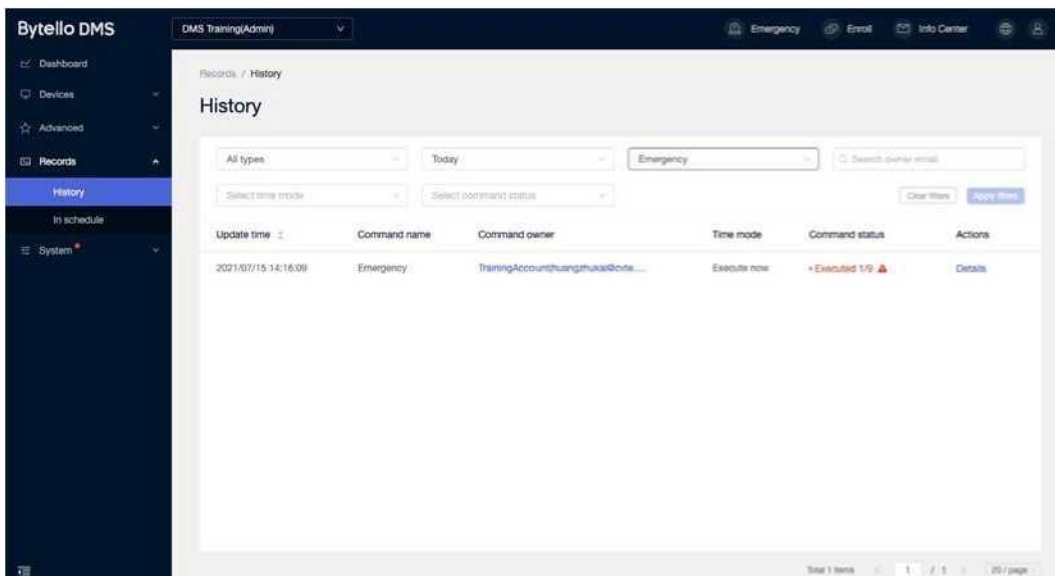 Bytello DMS
DMS Training(Admin)
Emergency
Enroll
Info Center
Dashboard
Devices
Advanced
Records
History
In schedule
System
Records / History
History
All types
Today
Emergency
Search owner email
Select time mode
Select command status
Clear filters
Apply filters
Update time Command name Command owner Time mode Command status Actions
2021/07/15 14:16:09 Emergency TrainingAccount(huangzhukai@cvte.... Execute now • Executed 1/9 Details
Total 1 items < 1 / 1 > 20 / page